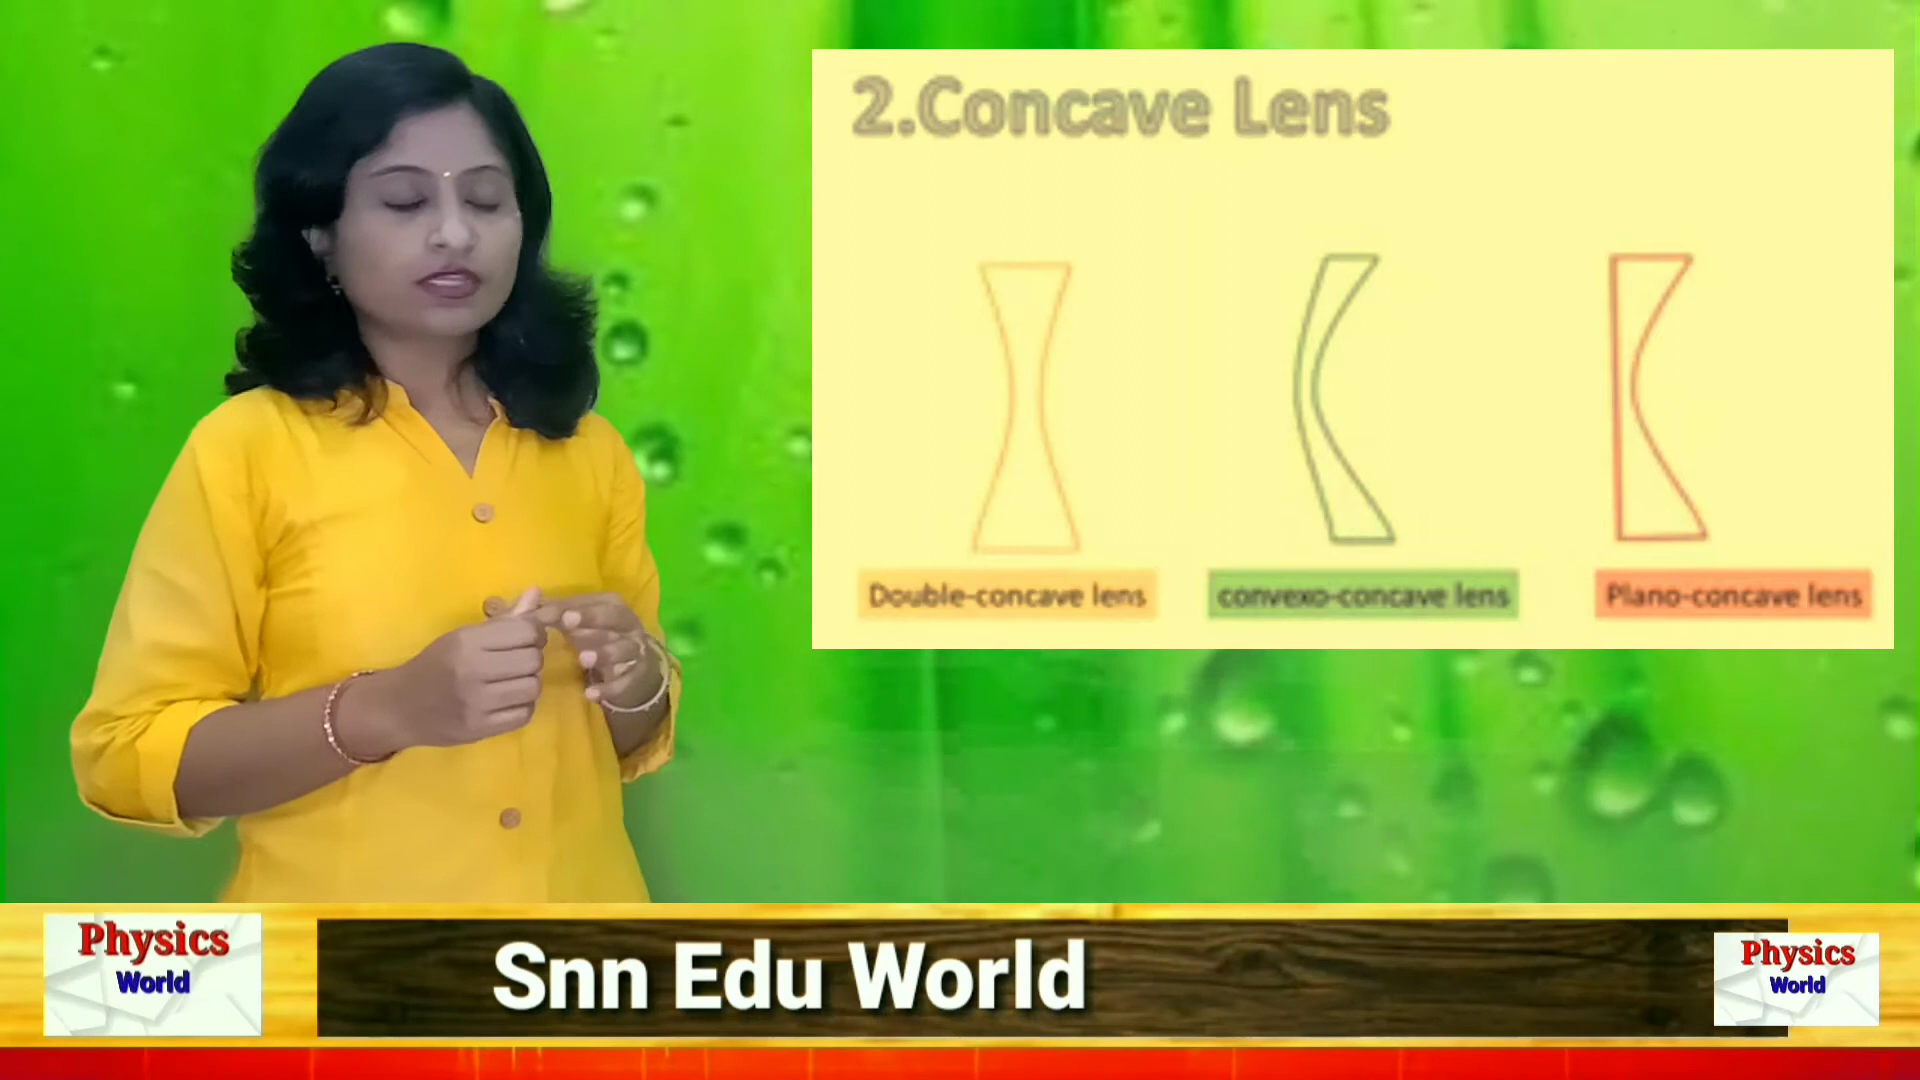 2.Concave Lens
Double-concave lens
convexo-concave lens
Plano-concave lens
Physics
World
Snn Edu World
Physics
World